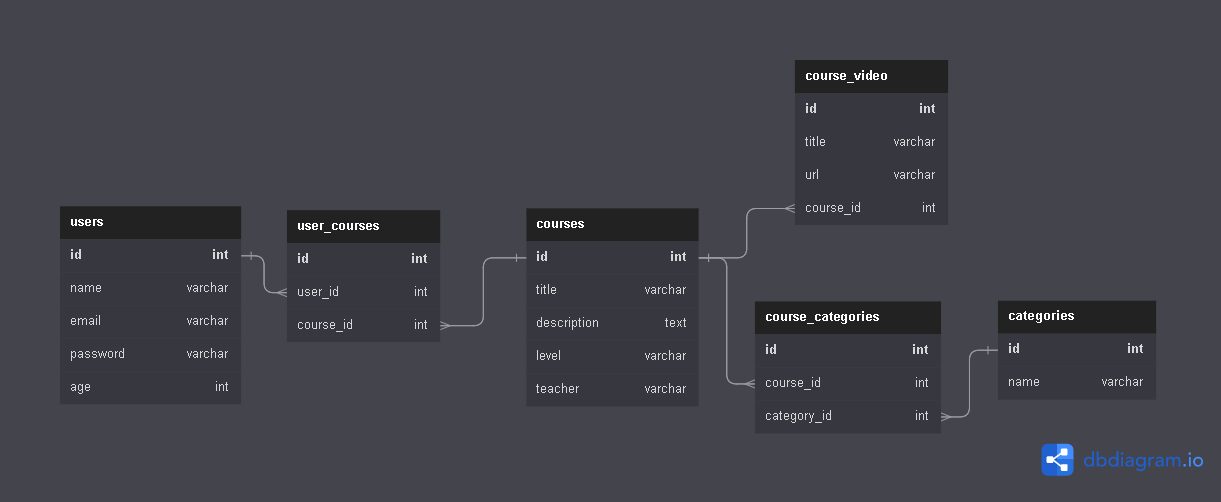 users
id int
name varchar
email varchar
password varchar
age int
user_courses
id int
user_id int
course_id int
courses
id int
title varchar
description text
level varchar
teacher varchar
course_video
id int
title varchar
url varchar
course_id int
course_categories
id int
course_id int
category_id int
categories
id int
name varchar
dbdiagram.io